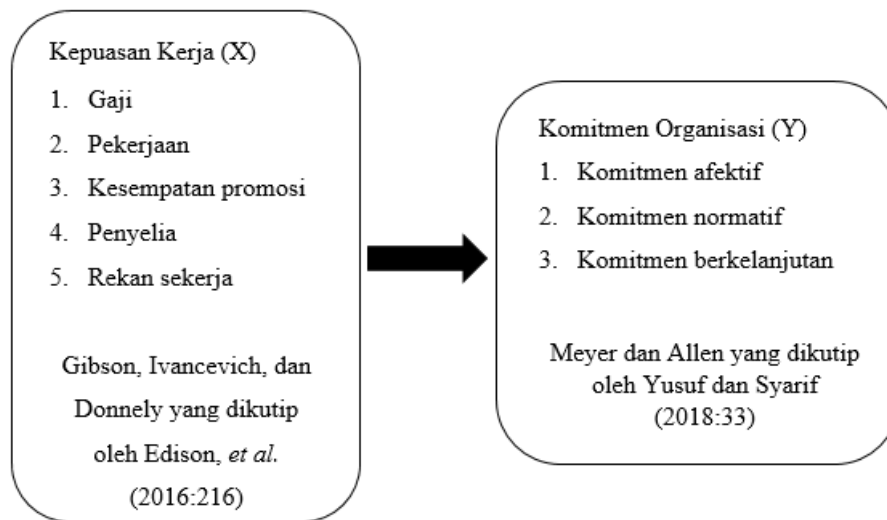 Kepuasan Kerja (X)
1. Gaji
2. Pekerjaan
3. Kesempatan promosi
4. Penyelia
5. Rekan sekerja
Gibson, Ivancevich, dan
Donnely yang dikutip
oleh Edison, et al.
(2016:216)
Komitmen Organisasi (Y)
1. Komitmen afektif
2. Komitmen normatif
3. Komitmen berkelanjutan
Meyer dan Allen yang dikutip
oleh Yusuf dan Syarif
(2018:33)